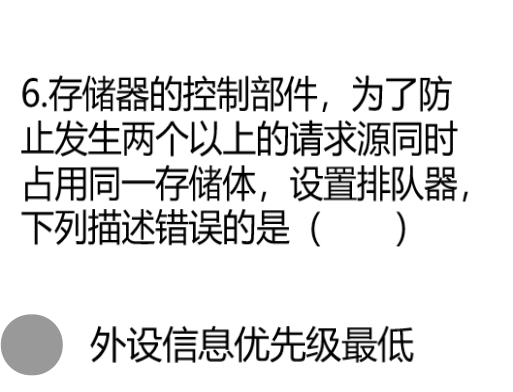 6.存储器的控制部件，为了防
止发生两个以上的请求源同时
占用同一存储体，设置排队器，
下列描述错误的是（　　）
外设信息优先级最低